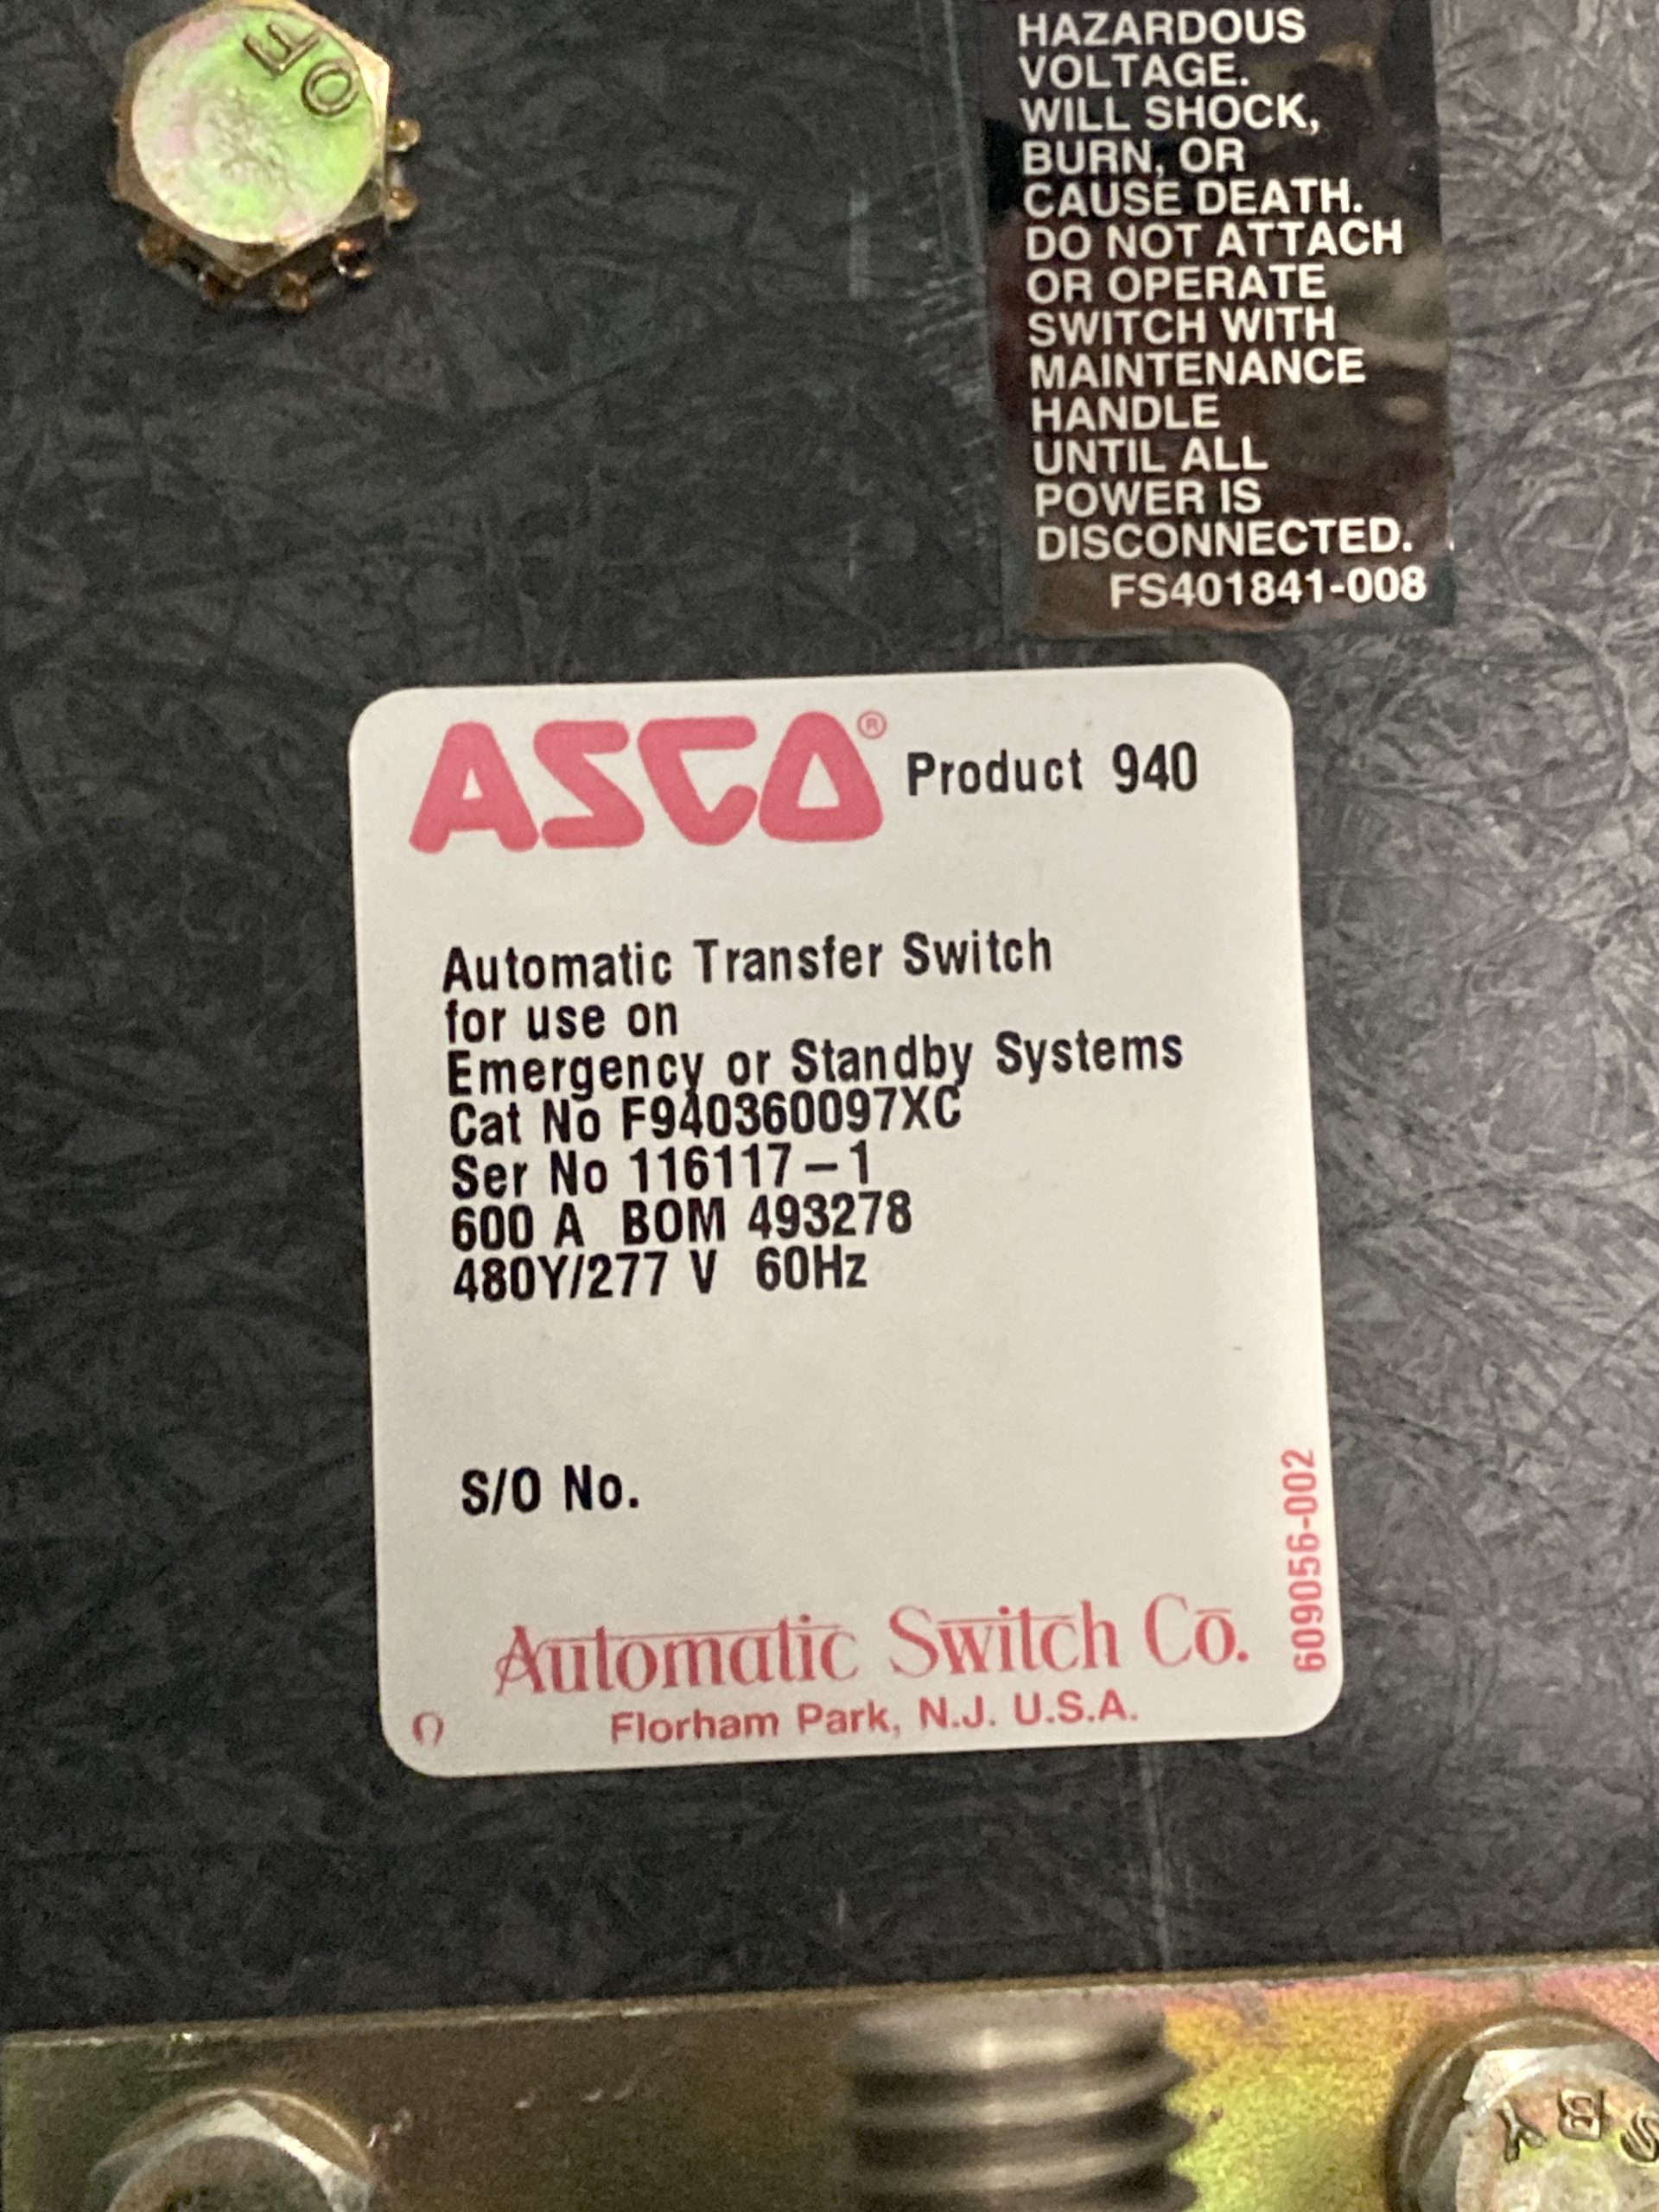 HAZARDOUS
VOLTAGE.
WILL SHOCK,
BURN, OR
CAUSE DEATH.
DO NOT ATTACH
OR OPERATE
SWITCH WITH
MAINTENANCE
HANDLE
UNTIL ALL
POWER IS
DISCONNECTED.
FS401841-008
ASCO® Product 940
Automatic Transfer Switch
for use on
Emergency or Standby Systems
Cat No F940360097XC
Ser No 116117–1
600 A BOM 493278
480Y/277 V 60Hz
S/O No.
609056-002
Automatic Switch Co.
Florham Park, N.J. U.S.A.